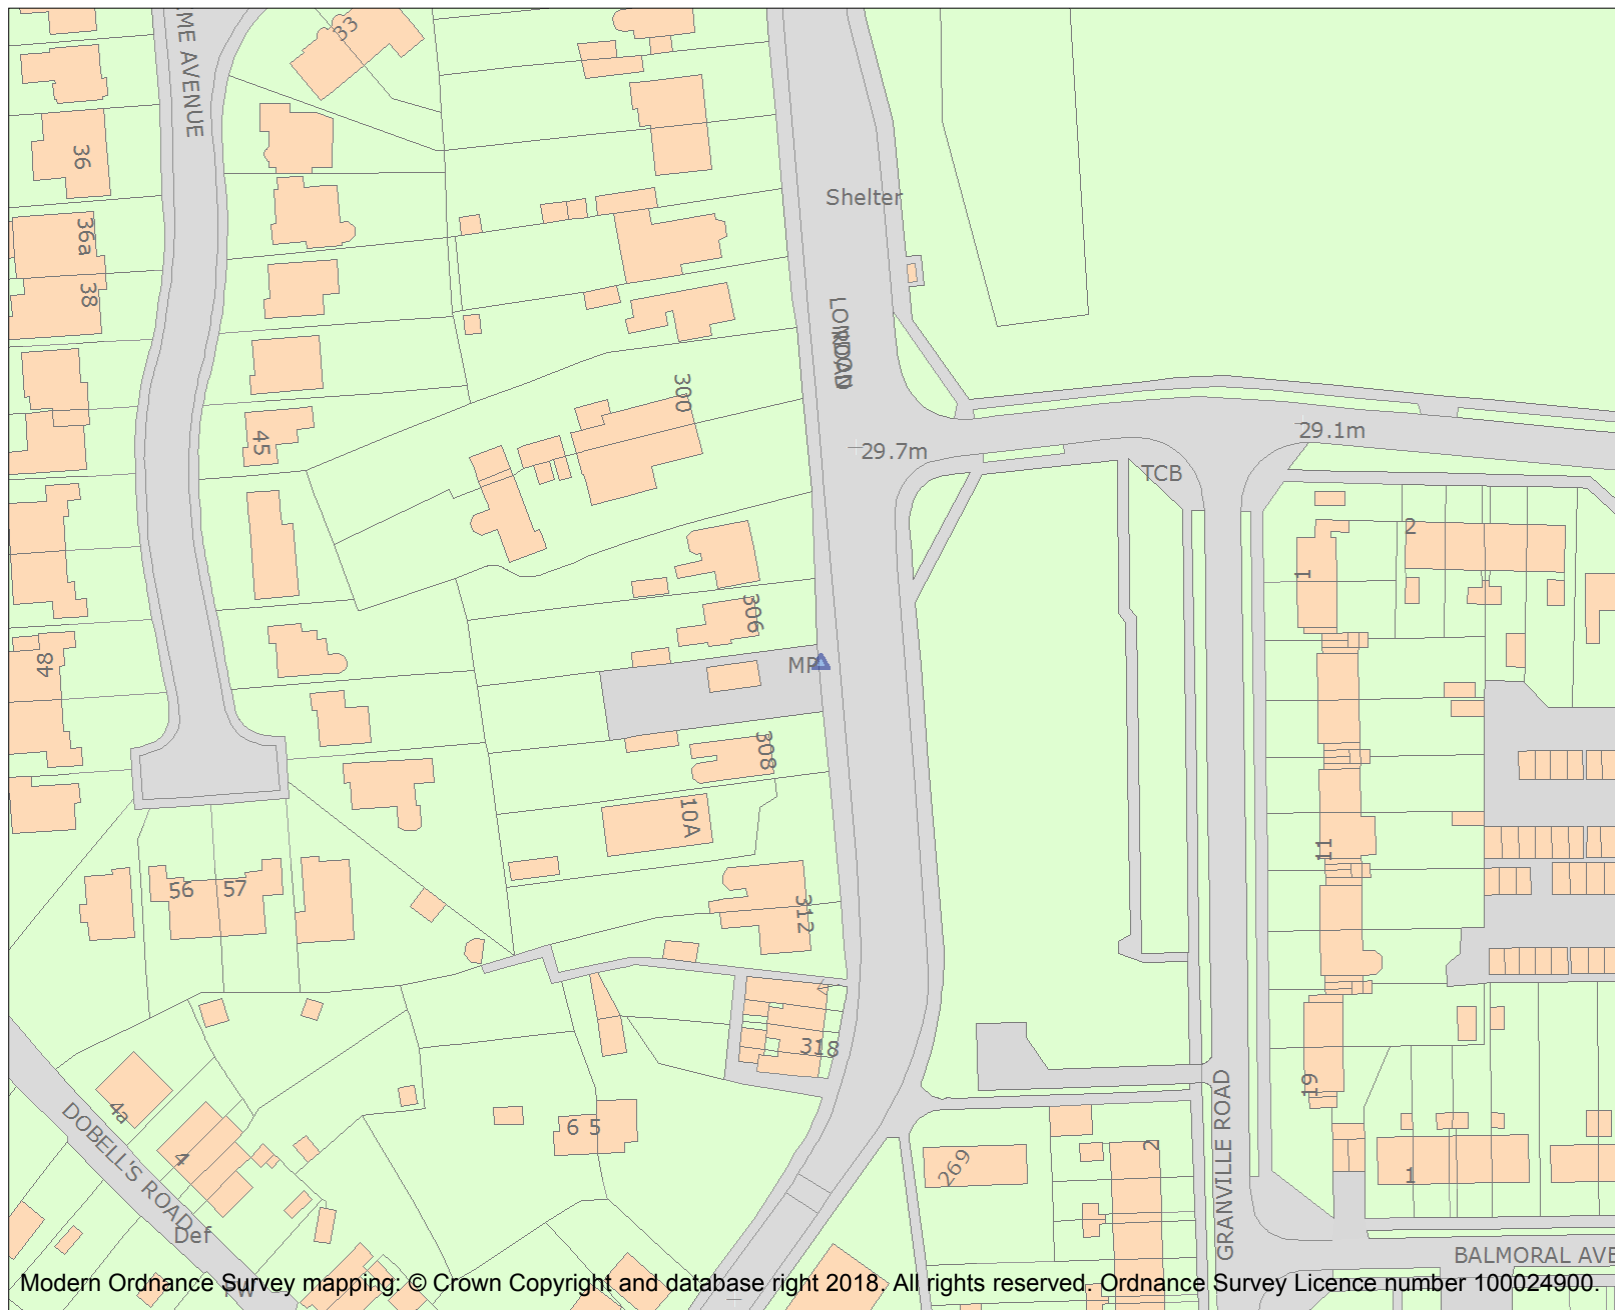 ME AVENUE
33
36
36a
38
Shelter
LONDON
ROAD
300
45
29.7m
29.1m
TCB
2
1
306
48
MP
308
10A
11
56
57
312
318
19
4a
DOBELL'S ROAD
4
6 5
269
2
GRANVILLE ROAD
1
Def
BALMORAL AVE
FW
Modern Ordnance Survey mapping: © Crown Copyright and database right 2018. All rights reserved. Ordnance Survey Licence number 100024900.